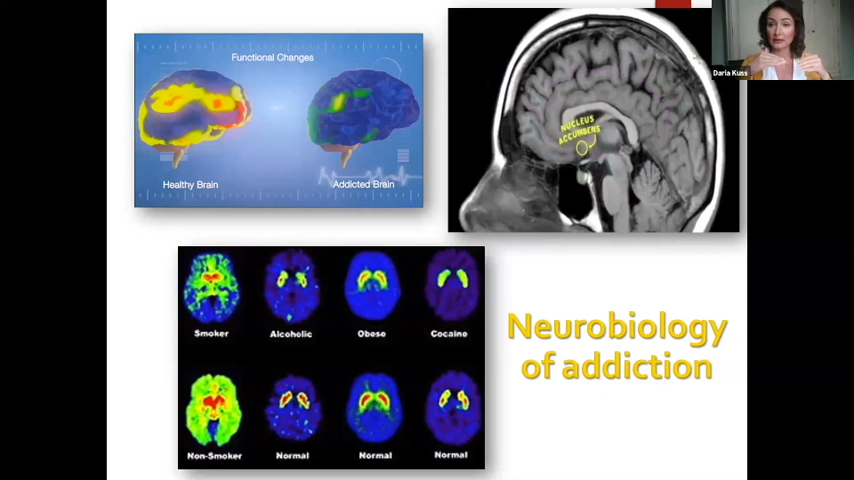 Functional Changes
Healthy Brain
Addicted Brain
NUCLEUS
ACCUMBENS
Daria Kuss
Smoker
Alcoholic
Obese
Cocaine
Non-Smoker
Normal
Normal
Normal
Neurobiology
of addiction